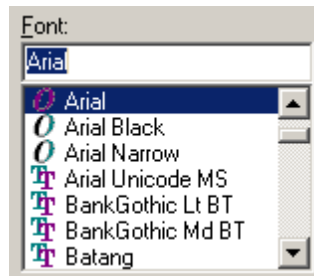 Font:
Arial
Arial
Arial Black
Arial Narrow
Arial Unicode MS
BankGothic Lt BT
BankGothic Md BT
Batang